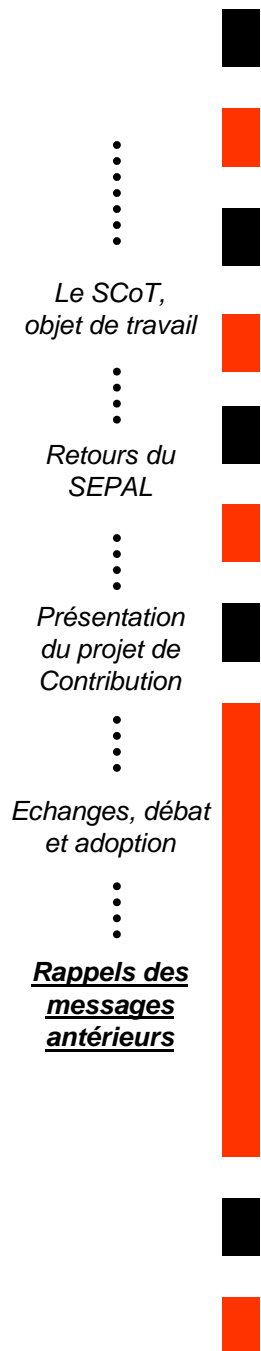 Le SCoT,
objet de travail
Retours du
SEPAL
Présentation
du projet de
Contribution
Echanges, débat
et adoption
Rappels des
messages
antérieurs